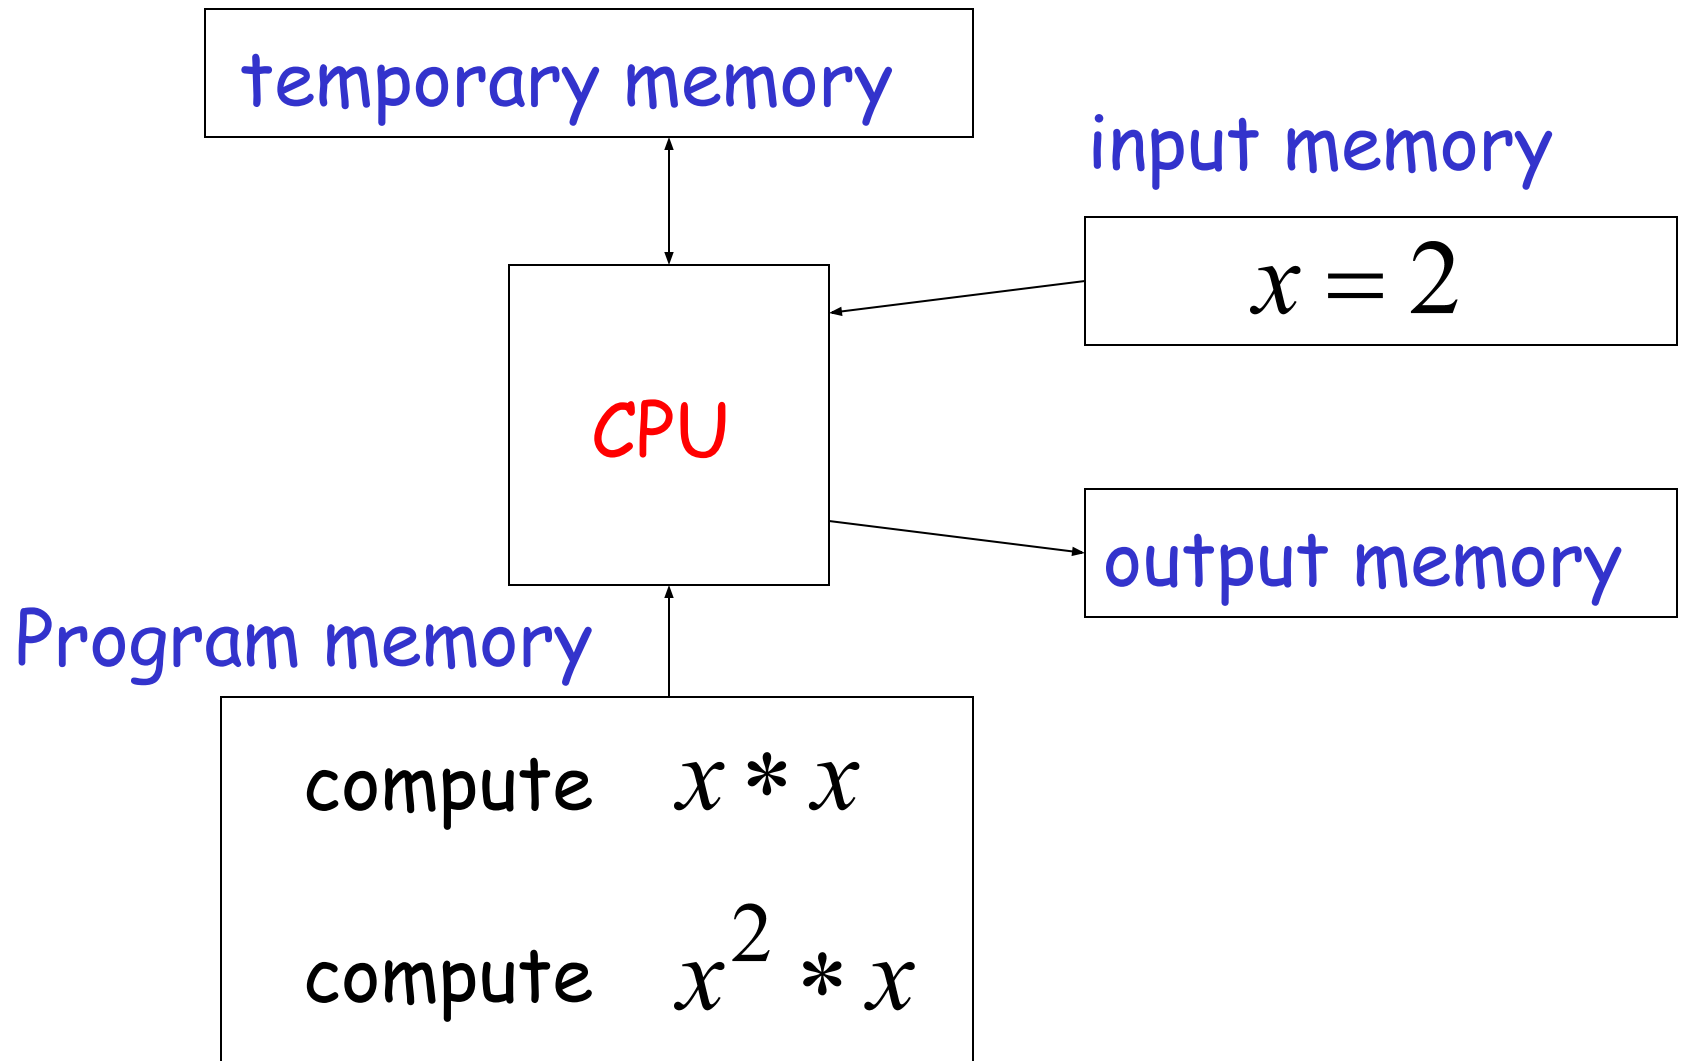 temporary memory
input memory
x = 2
CPU
output memory
Program memory
compute x * x
compute x² * x